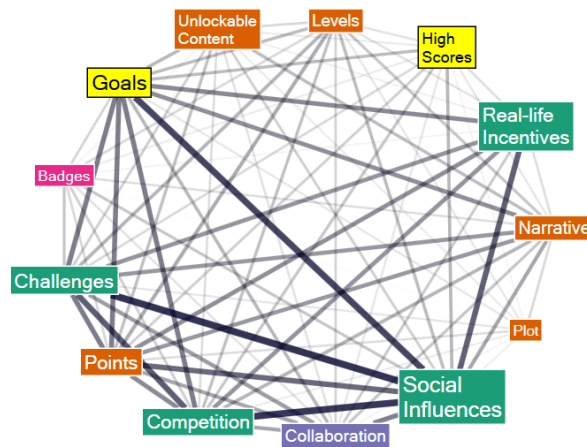 Unlockable
Content
Levels
High
Scores
Goals
Real-life
Incentives
Badges
Narrative
Challenges
Plot
Points
Social
Influences
Competition
Collaboration